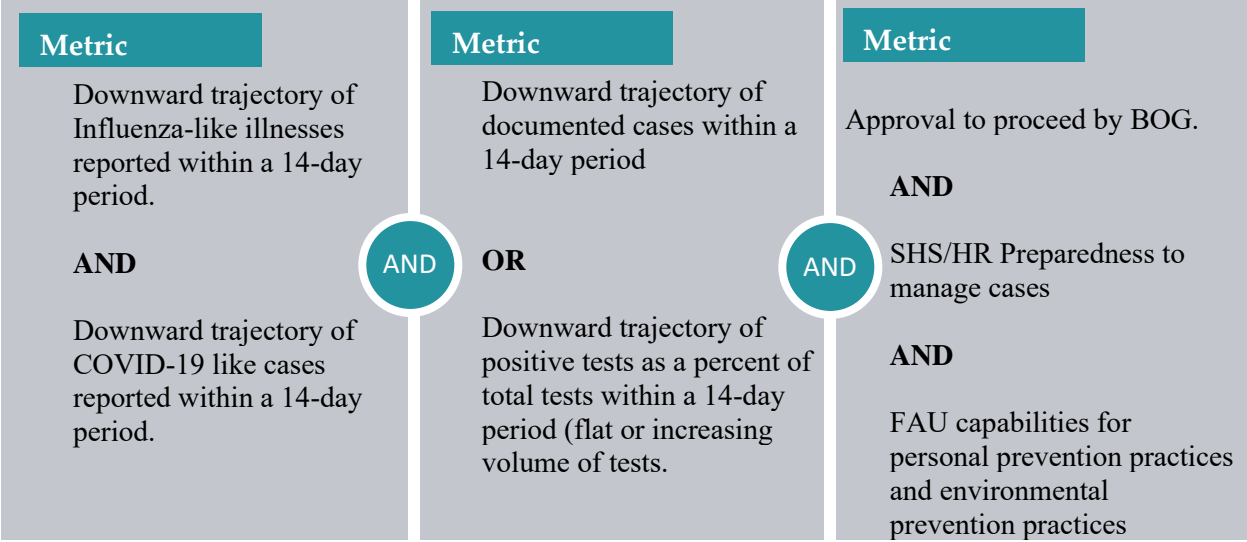 Metric
Downward trajectory of
Influenza-like illnesses
reported within a 14-day
period.
AND
Downward trajectory of
COVID-19 like cases
reported within a 14-day
period.
AND
Metric
Downward trajectory of
documented cases within a
14-day period
OR
Downward trajectory of
positive tests as a percent of
total tests within a 14-day
period (flat or increasing
volume of tests.
AND
Metric
Approval to proceed by BOG.
AND
SHS/HR Preparedness to
manage cases
AND
FAU capabilities for
personal prevention practices
and environmental
prevention practices